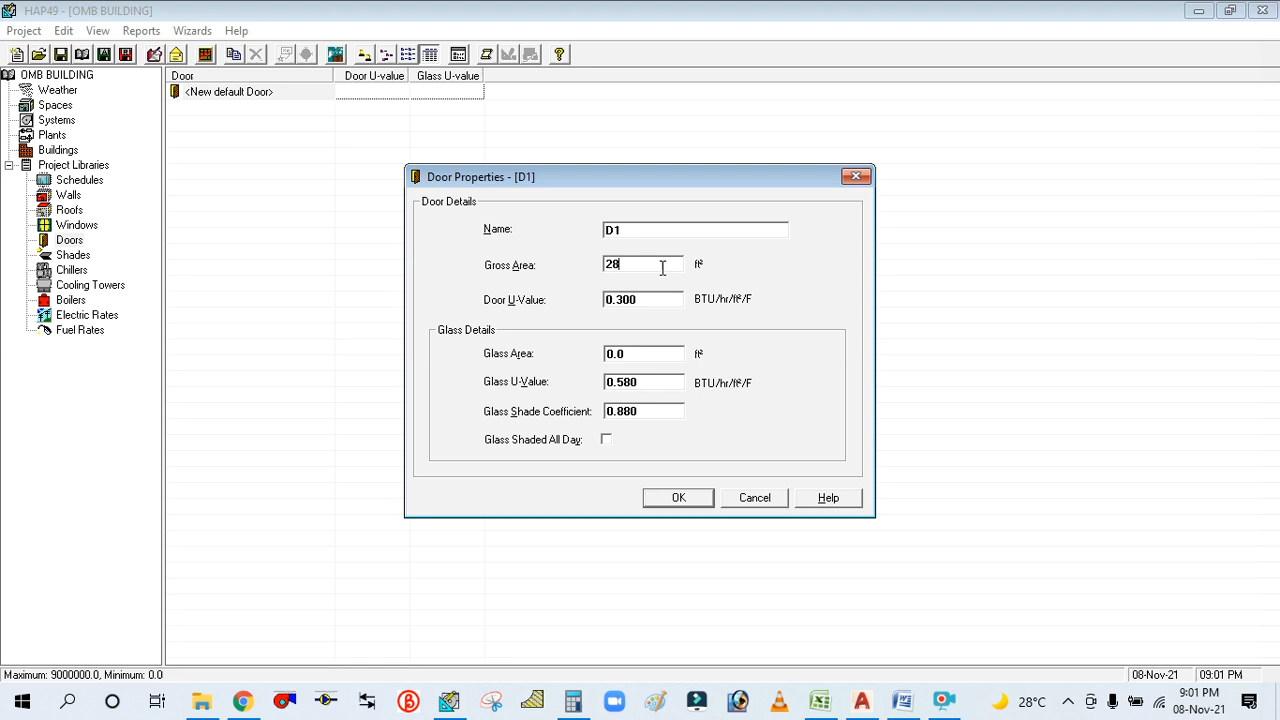 HAP49 - [OMB BUILDING]
Project Edit View Reports Wizards Help
OMB BUILDING
Weather
Spaces
Systems
Plants
Buildings
Project Libraries
Schedules
Walls
Roofs
Windows
Doors
Shades
Chillers
Cooling Towers
Boilers
Electric Rates
Fuel Rates
Door Door U-value Glass U-value
<New default Door>
Door Properties - [D1]
Door Details
Name: D1
Gross Area: 28 ft²
Door U-Value: 0.300 BTU/hr/ft²/F
Glass Details
Glass Area: 0.0 ft²
Glass U-Value: 0.580 BTU/hr/ft²/F
Glass Shade Coefficient: 0.880
Glass Shaded All Day:
OK Cancel Help
Maximum: 9000000.0, Minimum: 0.0 08-Nov-21 09:01 PM
28°C 9:01 PM
08-Nov-21